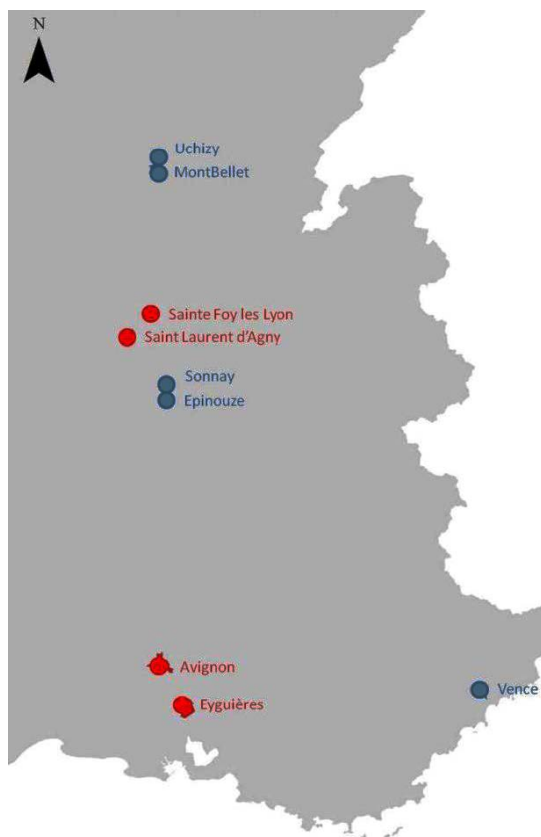 N
Uchizy
MontBellet
Sainte Foy les Lyon
Saint Laurent d'Agny
Sonnay
Epinouze
Avignon
Eyguières
Vence